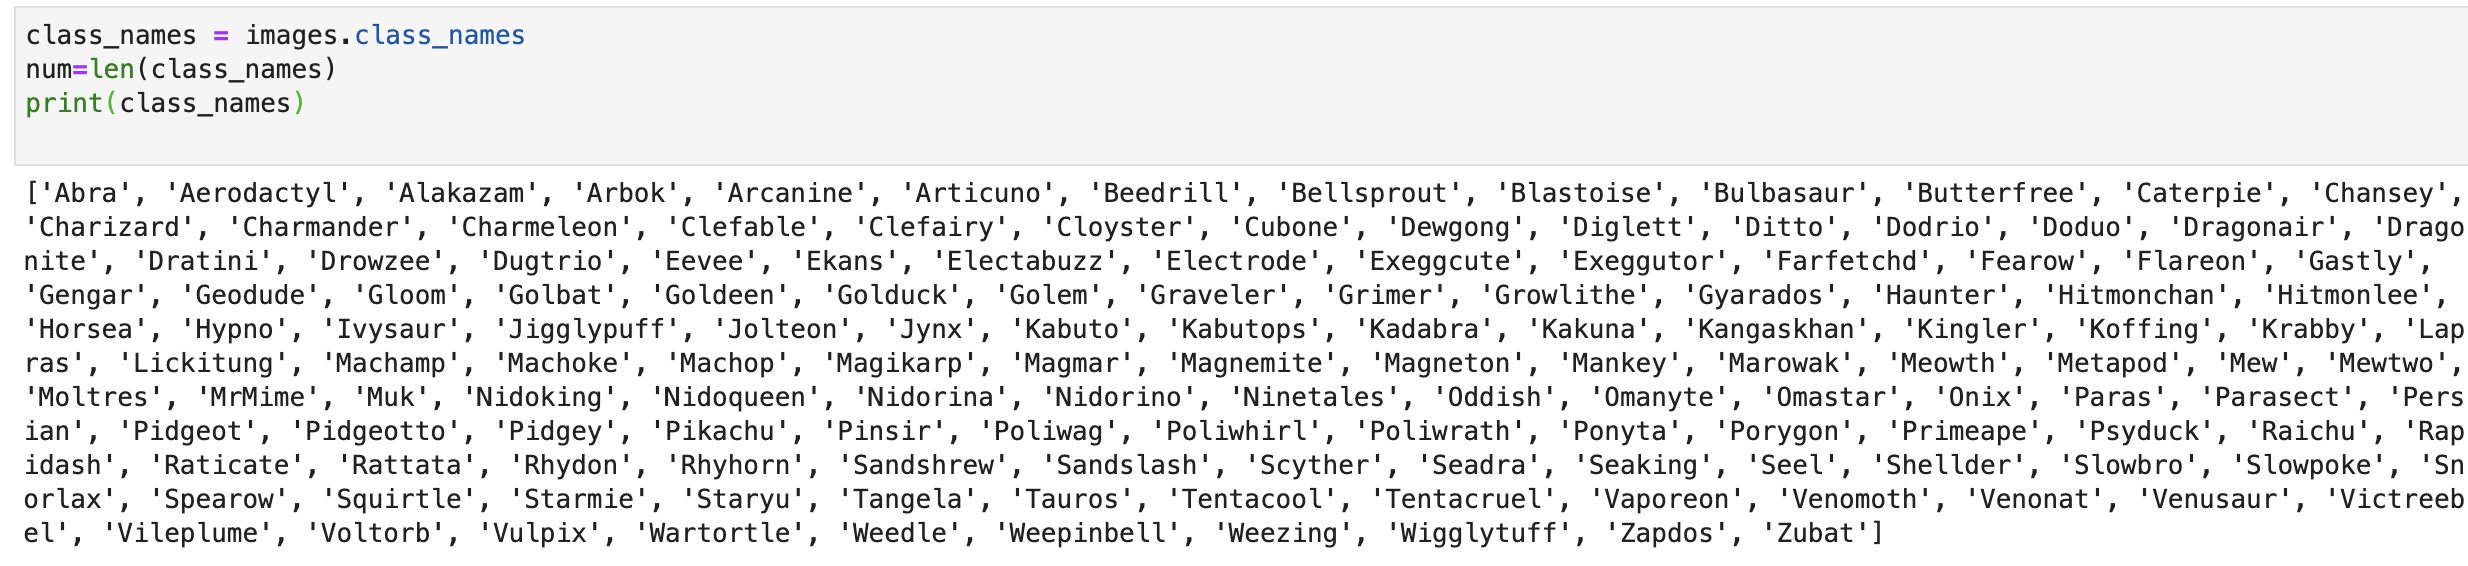 class_names = images.class_names
num=len(class_names)
print(class_names)
['Abra', 'Aerodactyl', 'Alakazam', 'Arbok', 'Arcanine', 'Articuno', 'Beedrill', 'Bellsprout', 'Blastoise', 'Bulbasaur', 'Butterfree', 'Caterpie', 'Chansey',
'Charizard', 'Charmander', 'Charmeleon', 'Clefable', 'Clefairy', 'Cloyster', 'Cubone', 'Dewgong', 'Diglett', 'Ditto', 'Dodrio', 'Doduo', 'Dragonair', 'Drago
nite', 'Dratini', 'Drowzee', 'Dugtrio', 'Eevee', 'Ekans', 'Electabuzz', 'Electrode', 'Exeggcute', 'Exeggutor', 'Farfetchd', 'Fearow', 'Flareon', 'Gastly',
'Gengar', 'Geodude', 'Gloom', 'Golbat', 'Goldeen', 'Golduck', 'Golem', 'Graveler', 'Grimer', 'Growlithe', 'Gyarados', 'Haunter', 'Hitmonchan', 'Hitmonlee',
'Horsea', 'Hypno', 'Ivysaur', 'Jigglypuff', 'Jolteon', 'Jynx', 'Kabuto', 'Kabutops', 'Kadabra', 'Kakuna', 'Kangaskhan', 'Kingler', 'Koffing', 'Krabby', 'Lap
ras', 'Lickitung', 'Machamp', 'Machoke', 'Machop', 'Magikarp', 'Magmar', 'Magnemite', 'Magneton', 'Mankey', 'Marowak', 'Meowth', 'Metapod', 'Mew', 'Mewtwo',
'Moltres', 'MrMime', 'Muk', 'Nidoking', 'Nidoqueen', 'Nidorina', 'Nidorino', 'Ninetales', 'Oddish', 'Omanyte', 'Omastar', 'Onix', 'Paras', 'Parasect', 'Pers
ian', 'Pidgeot', 'Pidgeotto', 'Pidgey', 'Pikachu', 'Pinsir', 'Poliwag', 'Poliwhirl', 'Poliwrath', 'Ponyta', 'Porygon', 'Primeape', 'Psyduck', 'Raichu', 'Rap
idash', 'Raticate', 'Rattata', 'Rhydon', 'Rhyhorn', 'Sandshrew', 'Sandslash', 'Scyther', 'Seadra', 'Seaking', 'Seel', 'Shellder', 'Slowbro', 'Slowpoke', 'Sn
orlax', 'Spearow', 'Squirtle', 'Starmie', 'Staryu', 'Tangela', 'Tauros', 'Tentacool', 'Tentacruel', 'Vaporeon', 'Venomoth', 'Venonat', 'Venusaur', 'Victreeb
el', 'Vileplume', 'Voltorb', 'Vulpix', 'Wartortle', 'Weedle', 'Weepinbell', 'Weezing', 'Wigglytuff', 'Zapdos', 'Zubat']